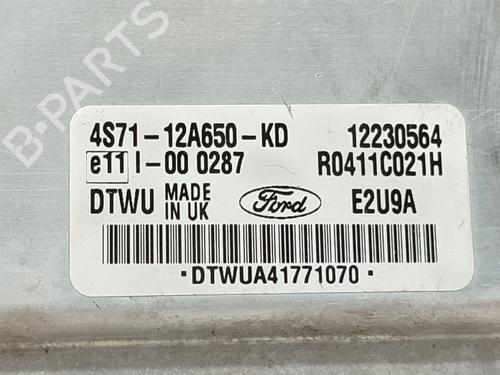 4S71-12A650-KD 12230564
e11 I-00 0287 R0411C021H
DTWU MADE IN UK Ford E2U9A
•DTWUA41771070•
B-PARTS